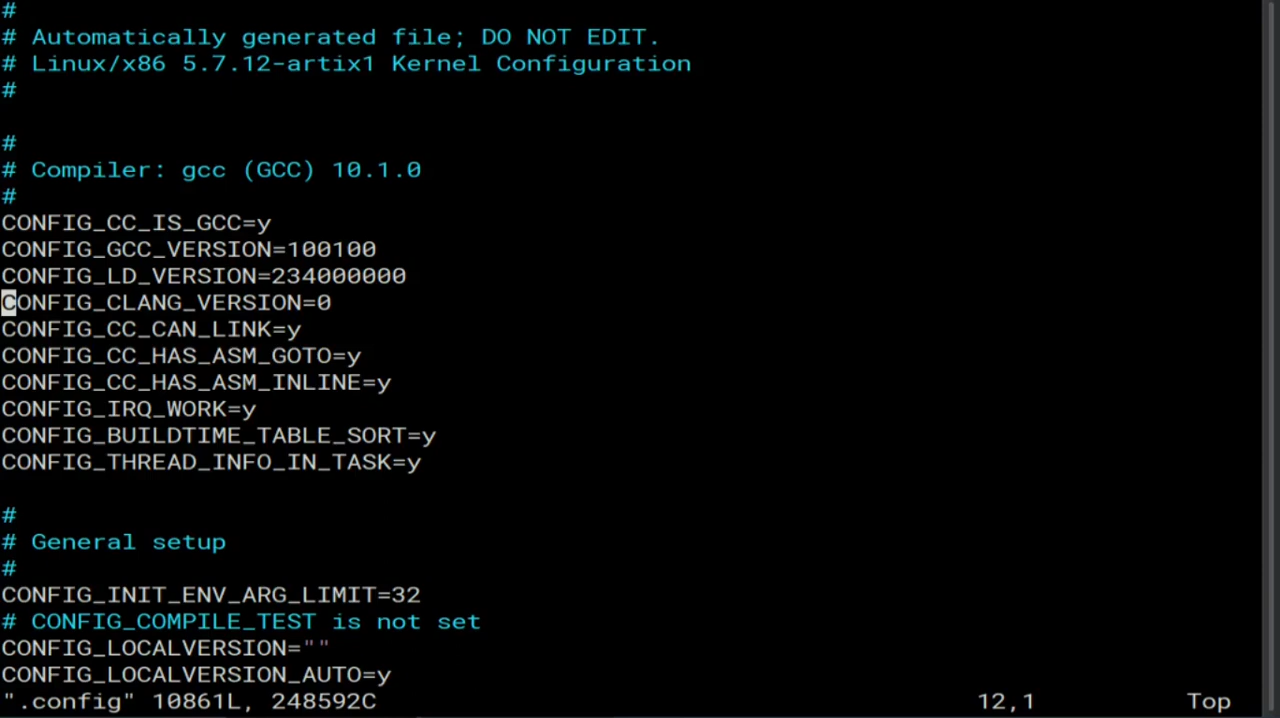 #
# Automatically generated file; DO NOT EDIT.
# Linux/x86 5.7.12-artix1 Kernel Configuration
#
#
# Compiler: gcc (GCC) 10.1.0
#
CONFIG_CC_IS_GCC=y
CONFIG_GCC_VERSION=100100
CONFIG_LD_VERSION=234000000
CONFIG_CLANG_VERSION=0
CONFIG_CC_CAN_LINK=y
CONFIG_CC_HAS_ASM_GOTO=y
CONFIG_CC_HAS_ASM_INLINE=y
CONFIG_IRQ_WORK=y
CONFIG_BUILDTIME_TABLE_SORT=y
CONFIG_THREAD_INFO_IN_TASK=y
#
# General setup
#
CONFIG_INIT_ENV_ARG_LIMIT=32
# CONFIG_COMPILE_TEST is not set
CONFIG_LOCALVERSION=""
CONFIG_LOCALVERSION_AUTO=y
".config" 10861L, 248592C 12,1 Top